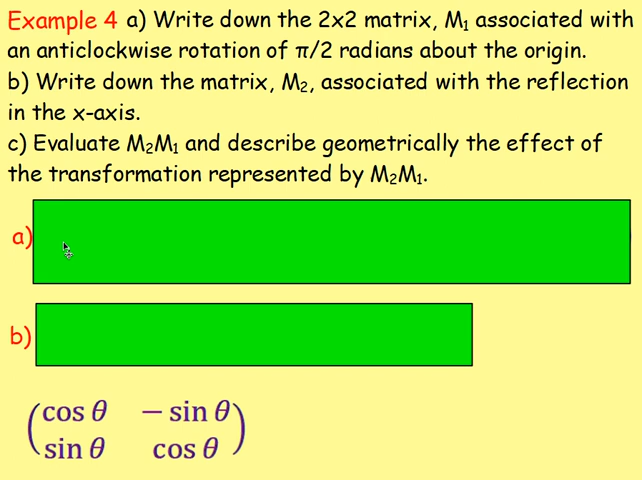 Example 4 a) Write down the 2x2 matrix, M₁ associated with
an anticlockwise rotation of π/2 radians about the origin.
b) Write down the matrix, M₂, associated with the reflection
in the x-axis.
c) Evaluate M₂M₁ and describe geometrically the effect of
the transformation represented by M₂M₁.
a)
b)
(cos θ − sin θ
sin θ cos θ)